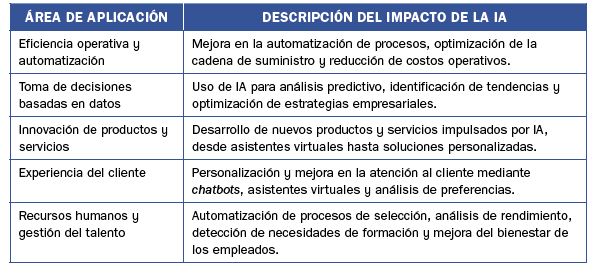 ÁREA DE APLICACIÓN
DESCRIPCIÓN DEL IMPACTO DE LA IA
Eficiencia operativa y
automatización
Mejora en la automatización de procesos, optimización de la
cadena de suministro y reducción de costos operativos.
Toma de decisiones
basadas en datos
Uso de IA para análisis predictivo, identificación de tendencias y
optimización de estrategias empresariales.
Innovación de productos y
servicios
Desarrollo de nuevos productos y servicios impulsados por IA,
desde asistentes virtuales hasta soluciones personalizadas.
Experiencia del cliente
Personalización y mejora en la atención al cliente mediante
chatbots, asistentes virtuales y análisis de preferencias.
Recursos humanos y
gestión del talento
Automatización de procesos de selección, análisis de rendimiento,
detección de necesidades de formación y mejora del bienestar de
los empleados.